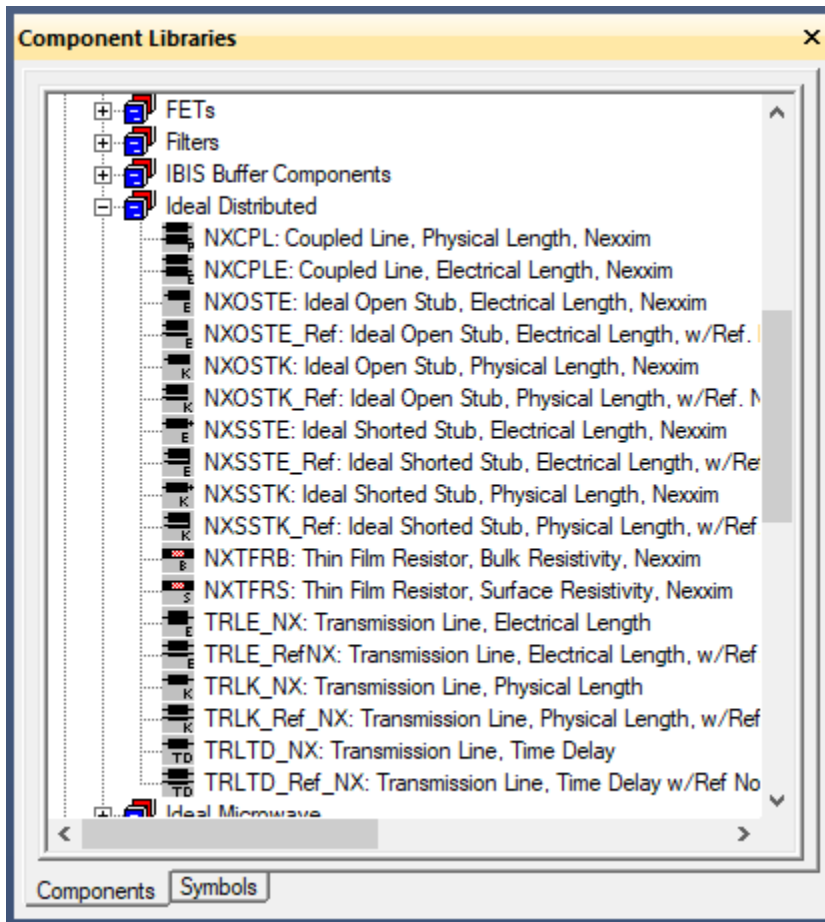 Component Libraries
FETs
Filters
IBIS Buffer Components
Ideal Distributed
NXCPL: Coupled Line, Physical Length, Nexxim
NXCPLE: Coupled Line, Electrical Length, Nexxim
NXOSTE: Ideal Open Stub, Electrical Length, Nexxim
NXOSTE_Ref: Ideal Open Stub, Electrical Length, w/Ref.
NXOSTK: Ideal Open Stub, Physical Length, Nexxim
NXOSTK_Ref: Ideal Open Stub, Physical Length, w/Ref. N
NXSSTE: Ideal Shorted Stub, Electrical Length, Nexxim
NXSSTE_Ref: Ideal Shorted Stub, Electrical Length, w/Ref
NXSSTK: Ideal Shorted Stub, Physical Length, Nexxim
NXSSTK_Ref: Ideal Shorted Stub, Physical Length, w/Ref
NXTFRB: Thin Film Resistor, Bulk Resistivity, Nexxim
NXTFRS: Thin Film Resistor, Surface Resistivity, Nexxim
TRLE_NX: Transmission Line, Electrical Length
TRLE_RefNX: Transmission Line, Electrical Length, w/Ref
TRLK_NX: Transmission Line, Physical Length
TRLK_Ref_NX: Transmission Line, Physical Length, w/Ref
TRLTD_NX: Transmission Line, Time Delay
TRLTD_Ref_NX: Transmission Line, Time Delay w/Ref No
Ideal Microwave
Components Symbols